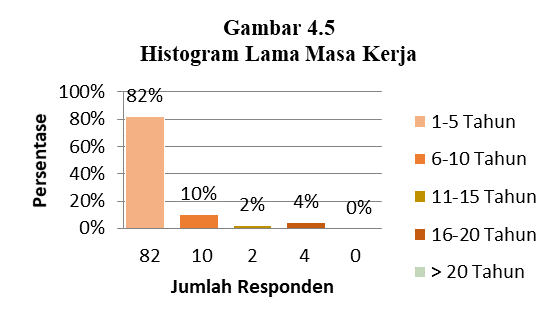 Gambar 4.5
Histogram Lama Masa Kerja
100%
80%
60%
40%
20%
0%
Persentase
82%
10%
2%
4%
0%
82 10 2 4 0
Jumlah Responden
1-5 Tahun
6-10 Tahun
11-15 Tahun
16-20 Tahun
> 20 Tahun